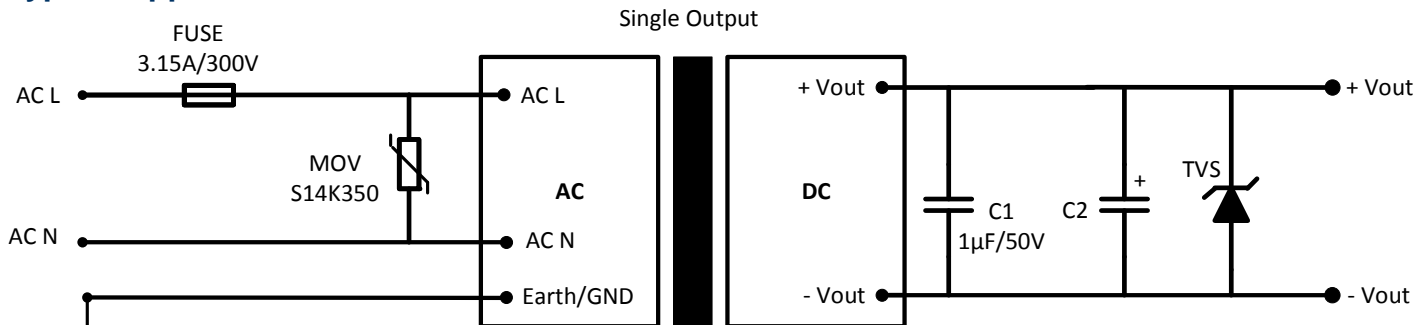 Single Output
FUSE
3.15A/300V
AC L
AC L
+ Vout
+ Vout
MOV
S14K350
AC
DC
+
TVS
C1
1µF/50V
C2
AC N
AC N
Earth/GND
- Vout
- Vout